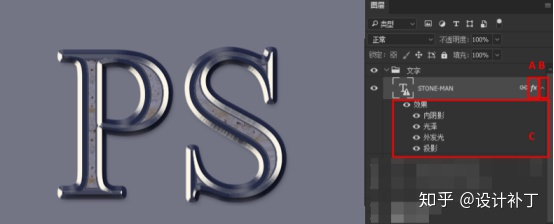 PS
图层
类型
正常 不透明度: 100%
锁定: 填充: 100%
A B
文字
T STONE-MAN fx
效果
内阴影
光泽
C
外发光
投影
知乎 @设计补丁